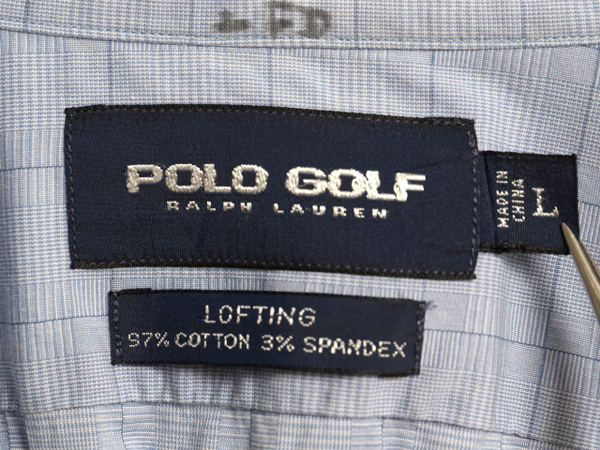 POLO GOLF
RALPH LAUREN
MADE IN
CHINA
L
LOFTING
97% COTTON 3% SPANDEX